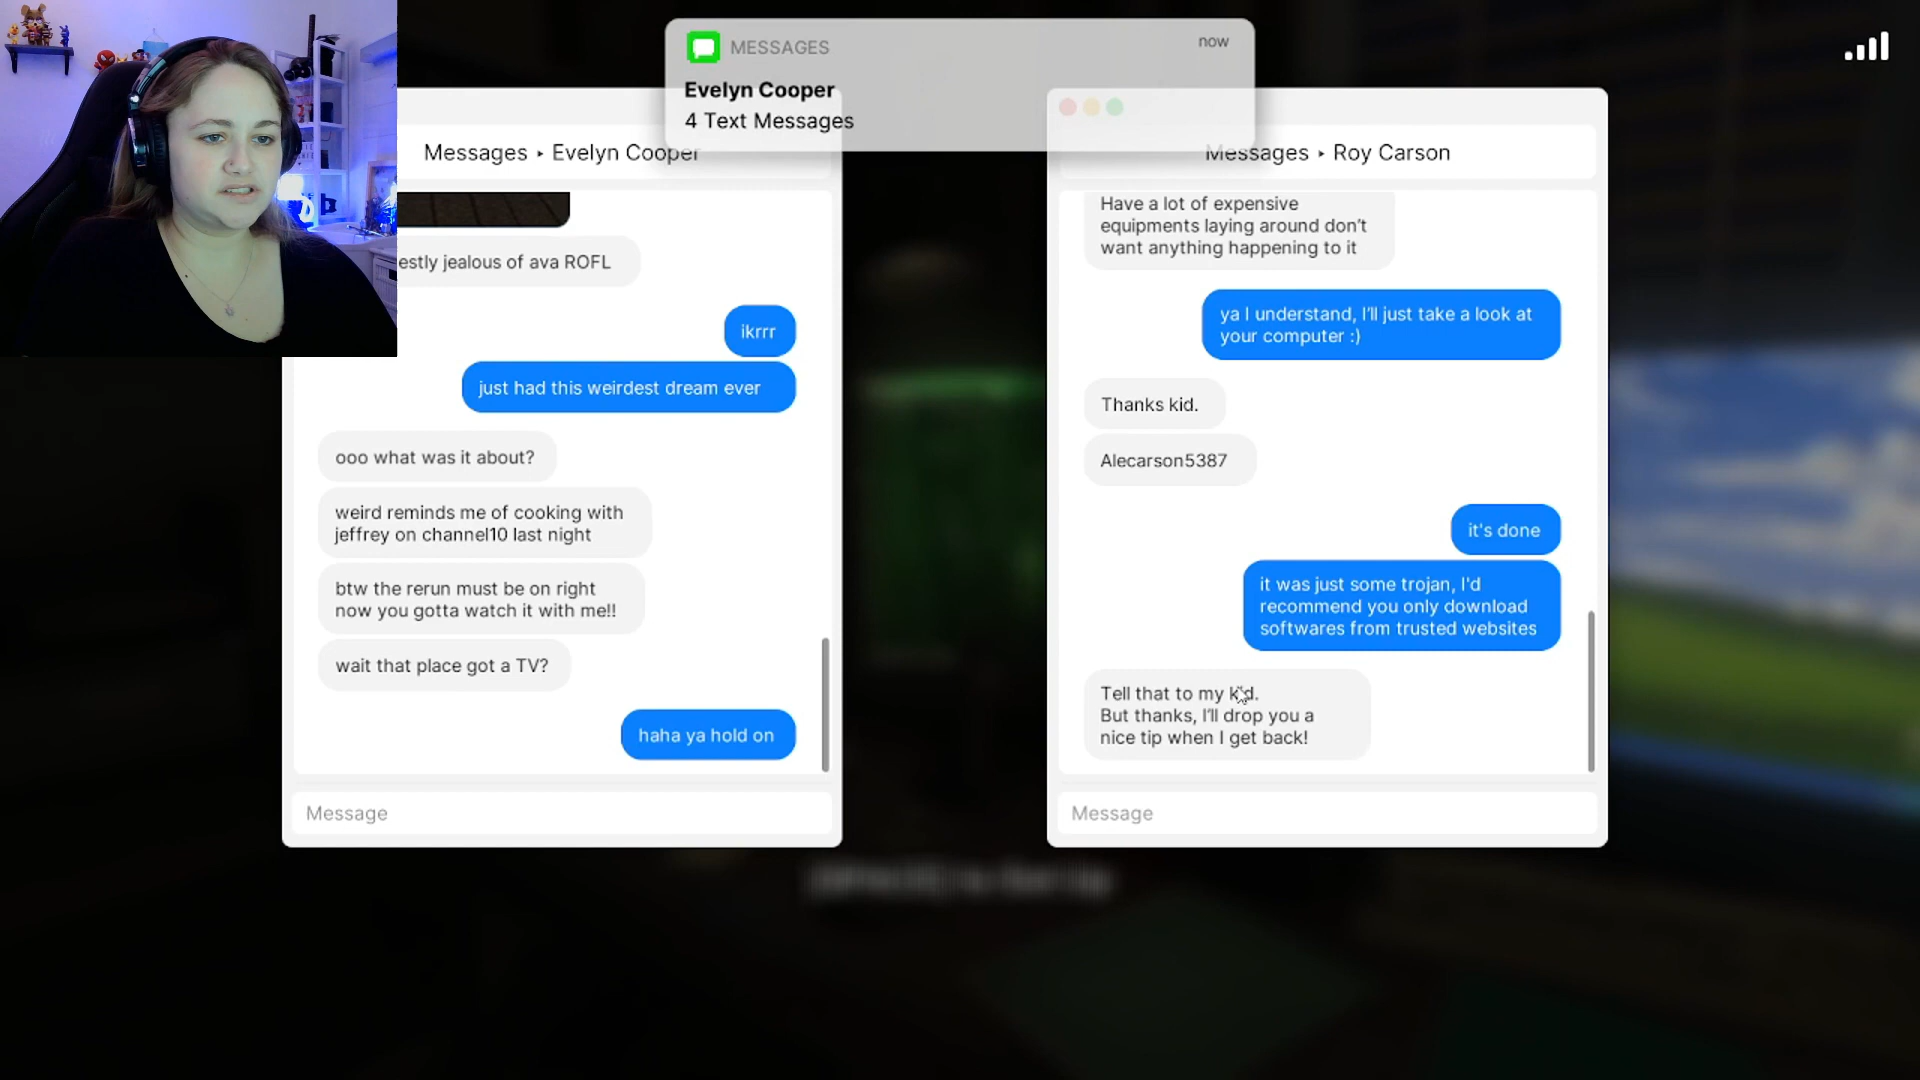 MESSAGES
now
Evelyn Cooper
4 Text Messages
Messages ▸ Evelyn Cooper
estly jealous of ava ROFL
ikrrr
just had this weirdest dream ever
ooo what was it about?
weird reminds me of cooking with
jeffrey on channel10 last night
btw the rerun must be on right
now you gotta watch it with me!!
wait that place got a TV?
haha ya hold on
Message
Messages ▸ Roy Carson
Have a lot of expensive
equipments laying around don't
want anything happening to it
ya I understand, I'll just take a look at
your computer :)
Thanks kid.
Alecarson5387
it's done
it was just some trojan, I'd
recommend you only download
softwares from trusted websites
Tell that to my kid.
But thanks, I'll drop you a
nice tip when I get back!
Message